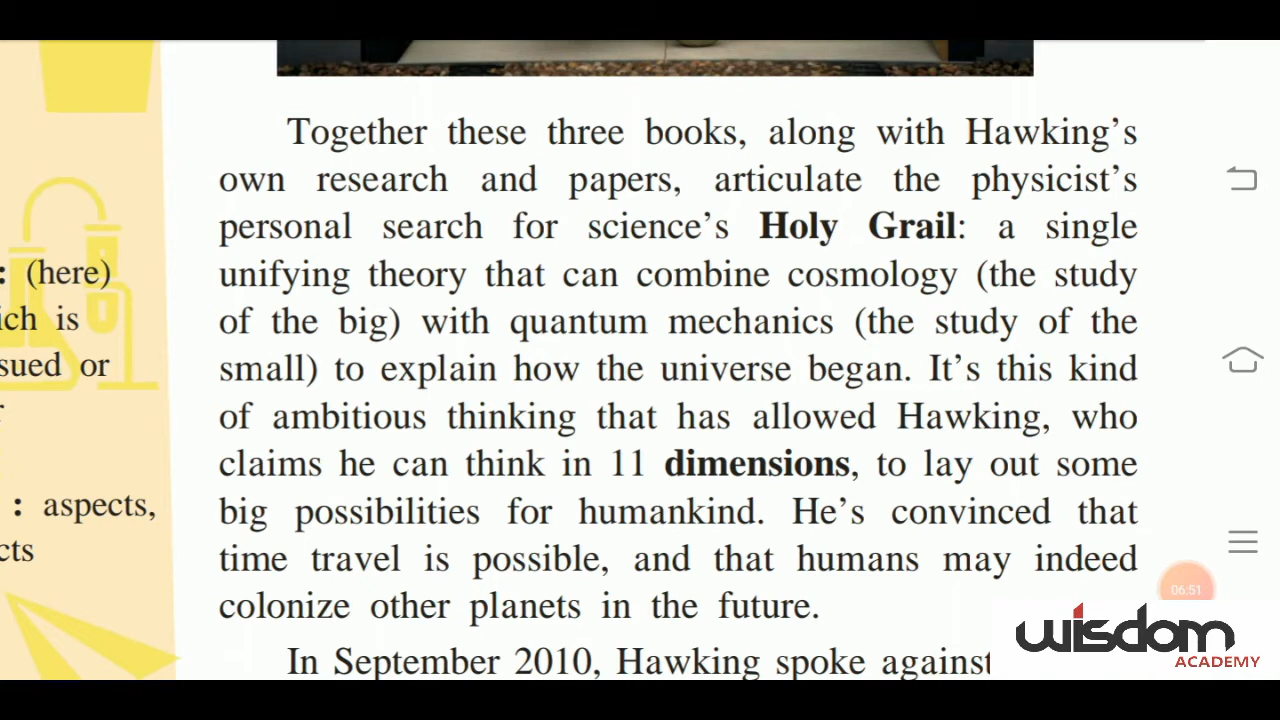 Together these three books, along with Hawking's
own research and papers, articulate the physicist's
personal search for science's Holy Grail: a single
unifying theory that can combine cosmology (the study
of the big) with quantum mechanics (the study of the
small) to explain how the universe began. It's this kind
of ambitious thinking that has allowed Hawking, who
claims he can think in 11 dimensions, to lay out some
big possibilities for humankind. He's convinced that
time travel is possible, and that humans may indeed
colonize other planets in the future.
In September 2010, Hawking spoke against
: (here)
ich is
sued or
: aspects,
cts
06:51
wisdom
ACADEMY